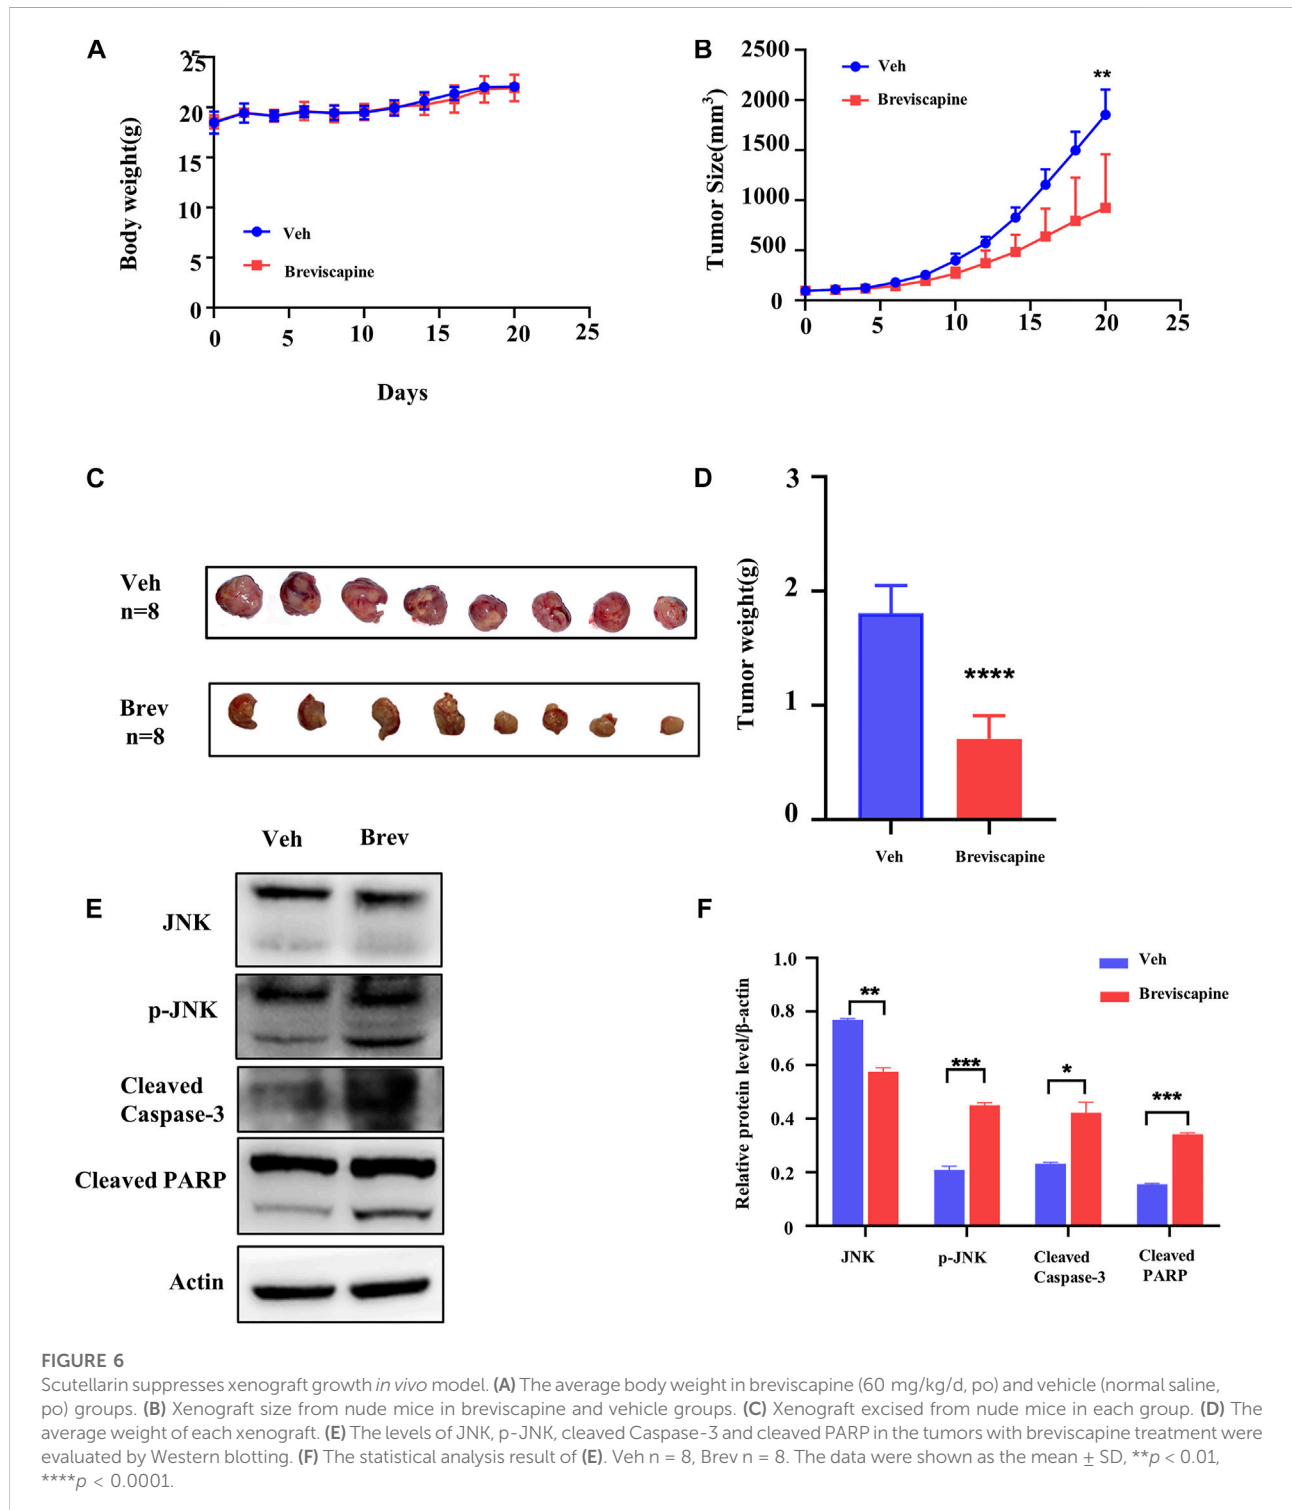 A
25
20
15
10
5
0
Body weight(g)
Veh
Breviscapine
0 5 10 15 20 25
Days
B
2500
2000
1500
1000
500
0
Tumor Size(mm³)
Veh
Breviscapine
**
0 5 10 15 20 25
C
Veh
n=8
Brev
n=8
D
3
2
1
0
Tumor weight(g)
****
Veh Breviscapine
E
Veh Brev
JNK
p-JNK
Cleaved
Caspase-3
Cleaved PARP
Actin
F
1.0
0.8
0.6
0.4
0.2
0
Relative protein level/β-actin
Veh
Breviscapine
**
***
*
***
JNK
p-JNK
Cleaved
Caspase-3
Cleaved
PARP
FIGURE 6
Scutellarin suppresses xenograft growth in vivo model. (A) The average body weight in breviscapine (60 mg/kg/d, po) and vehicle (normal saline,
po) groups. (B) Xenograft size from nude mice in breviscapine and vehicle groups. (C) Xenograft excised from nude mice in each group. (D) The
average weight of each xenograft. (E) The levels of JNK, p-JNK, cleaved Caspase-3 and cleaved PARP in the tumors with breviscapine treatment were
evaluated by Western blotting. (F) The statistical analysis result of (E). Veh n = 8, Brev n = 8. The data were shown as the mean ± SD, **p < 0.01,
****p < 0.0001.